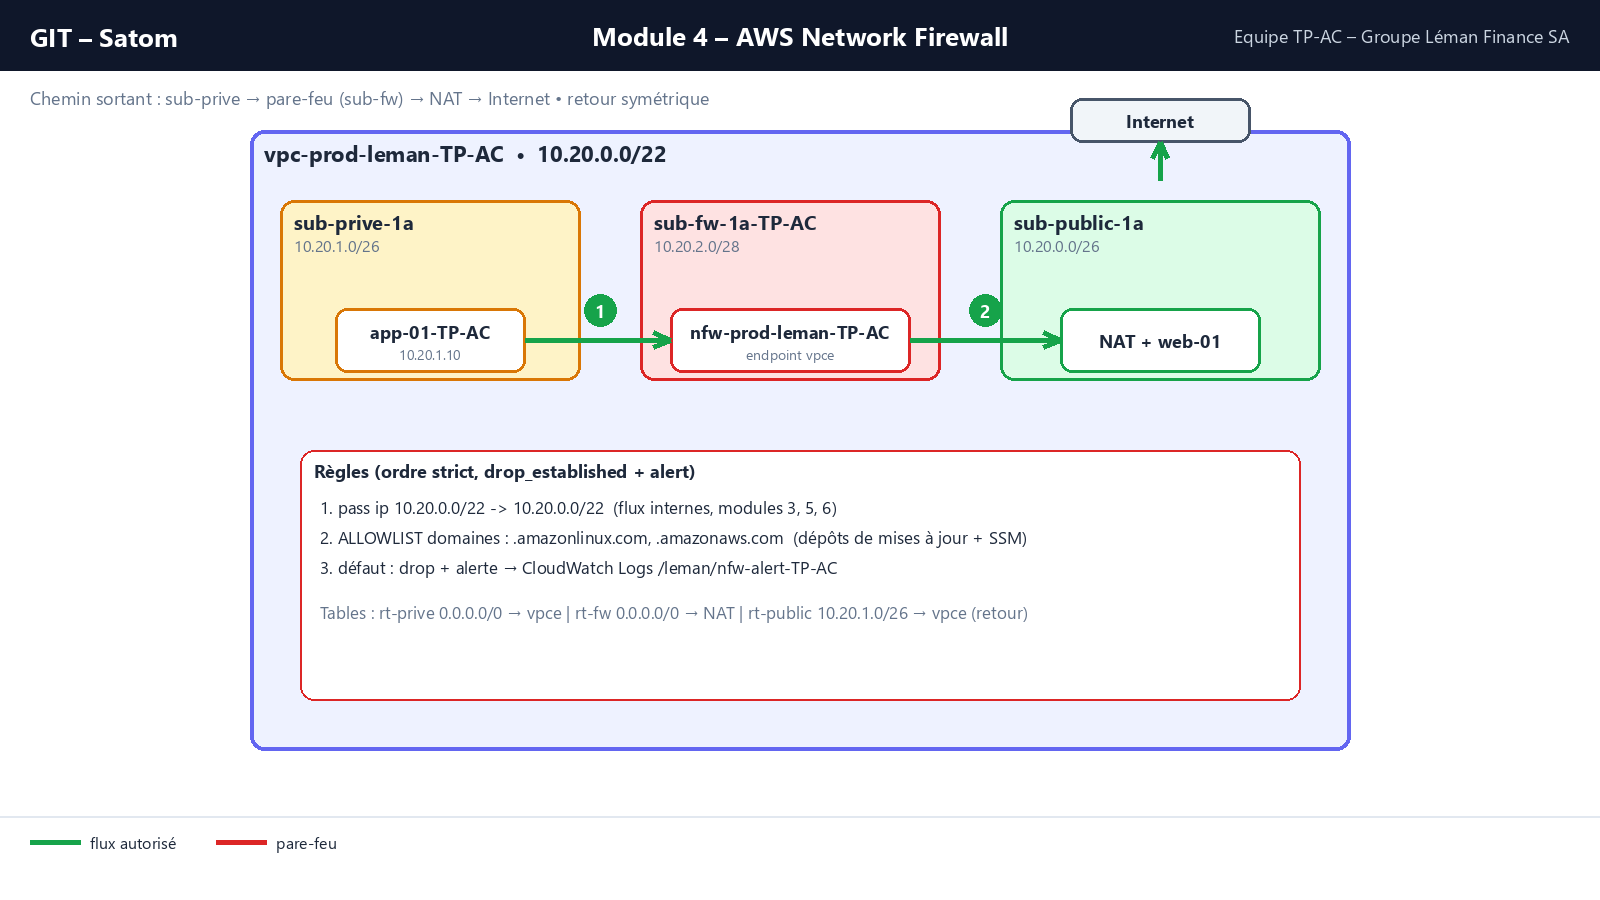 GIT – Satom
Module 4 – AWS Network Firewall
Equipe TP-AC – Groupe Léman Finance SA
Chemin sortant : sub-prive → pare-feu (sub-fw) → NAT → Internet • retour symétrique
Internet
vpc-prod-leman-TP-AC • 10.20.0.0/22
sub-prive-1a
10.20.1.0/26
app-01-TP-AC
10.20.1.10
1
sub-fw-1a-TP-AC
10.20.2.0/28
nfw-prod-leman-TP-AC
endpoint vpce
2
sub-public-1a
10.20.0.0/26
NAT + web-01
Règles (ordre strict, drop_established + alert)
1. pass ip 10.20.0.0/22 -> 10.20.0.0/22 (flux internes, modules 3, 5, 6)
2. ALLOWLIST domaines : .amazonlinux.com, .amazonaws.com (dépôts de mises à jour + SSM)
3. défaut : drop + alerte → CloudWatch Logs /leman/nfw-alert-TP-AC
Tables : rt-prive 0.0.0.0/0 → vpce | rt-fw 0.0.0.0/0 → NAT | rt-public 10.20.1.0/26 → vpce (retour)
flux autorisé
pare-feu